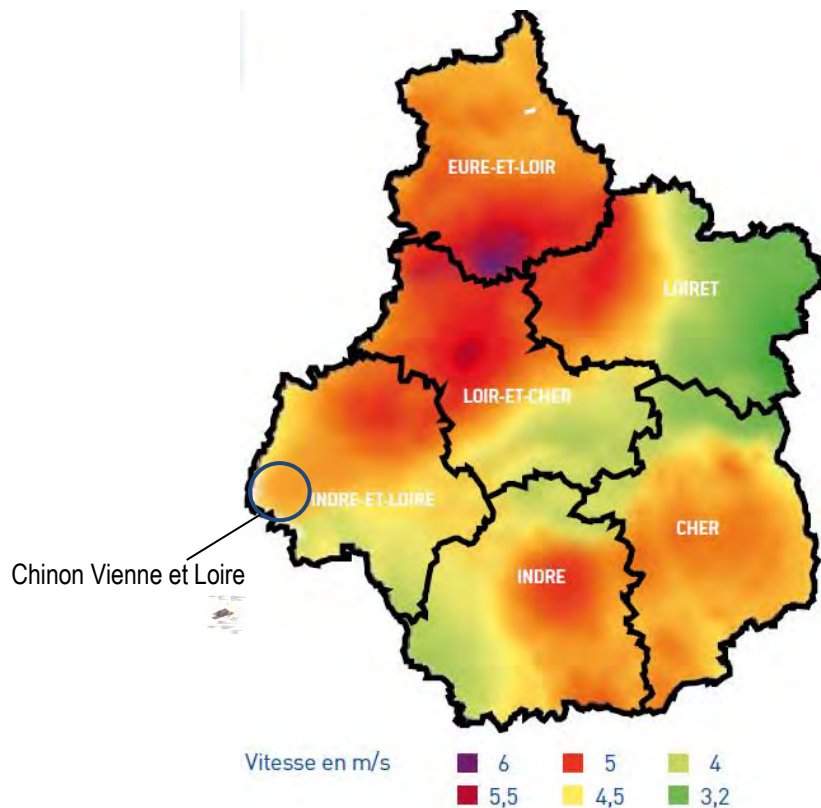 EURE-ET-LOIR
LOIRET
LOIR-ET-CHER
INDRE-ET-LOIRE
CHER
INDRE
Chinon Vienne et Loire
Vitesse en m/s
6
5
4
5,5
4,5
3,2